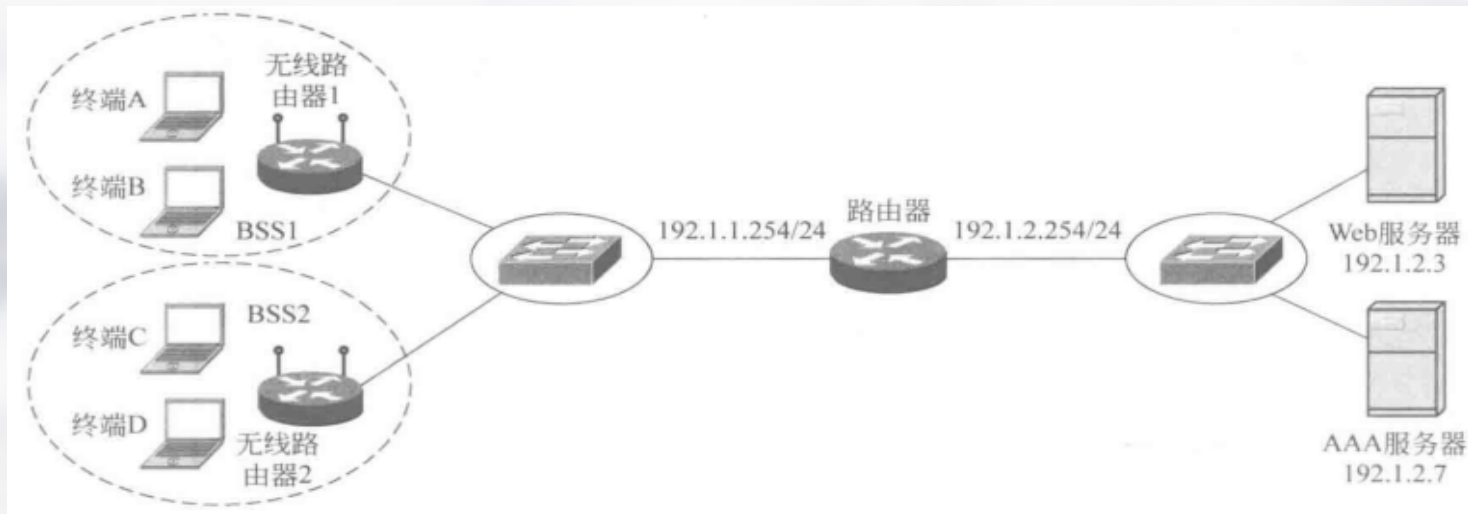 终端A
无线路
由器1
终端B
BSS1
192.1.1.254/24
路由器
192.1.2.254/24
Web服务器
192.1.2.3
终端C
BSS2
终端D
无线路
由器2
AAA服务器
192.1.2.7